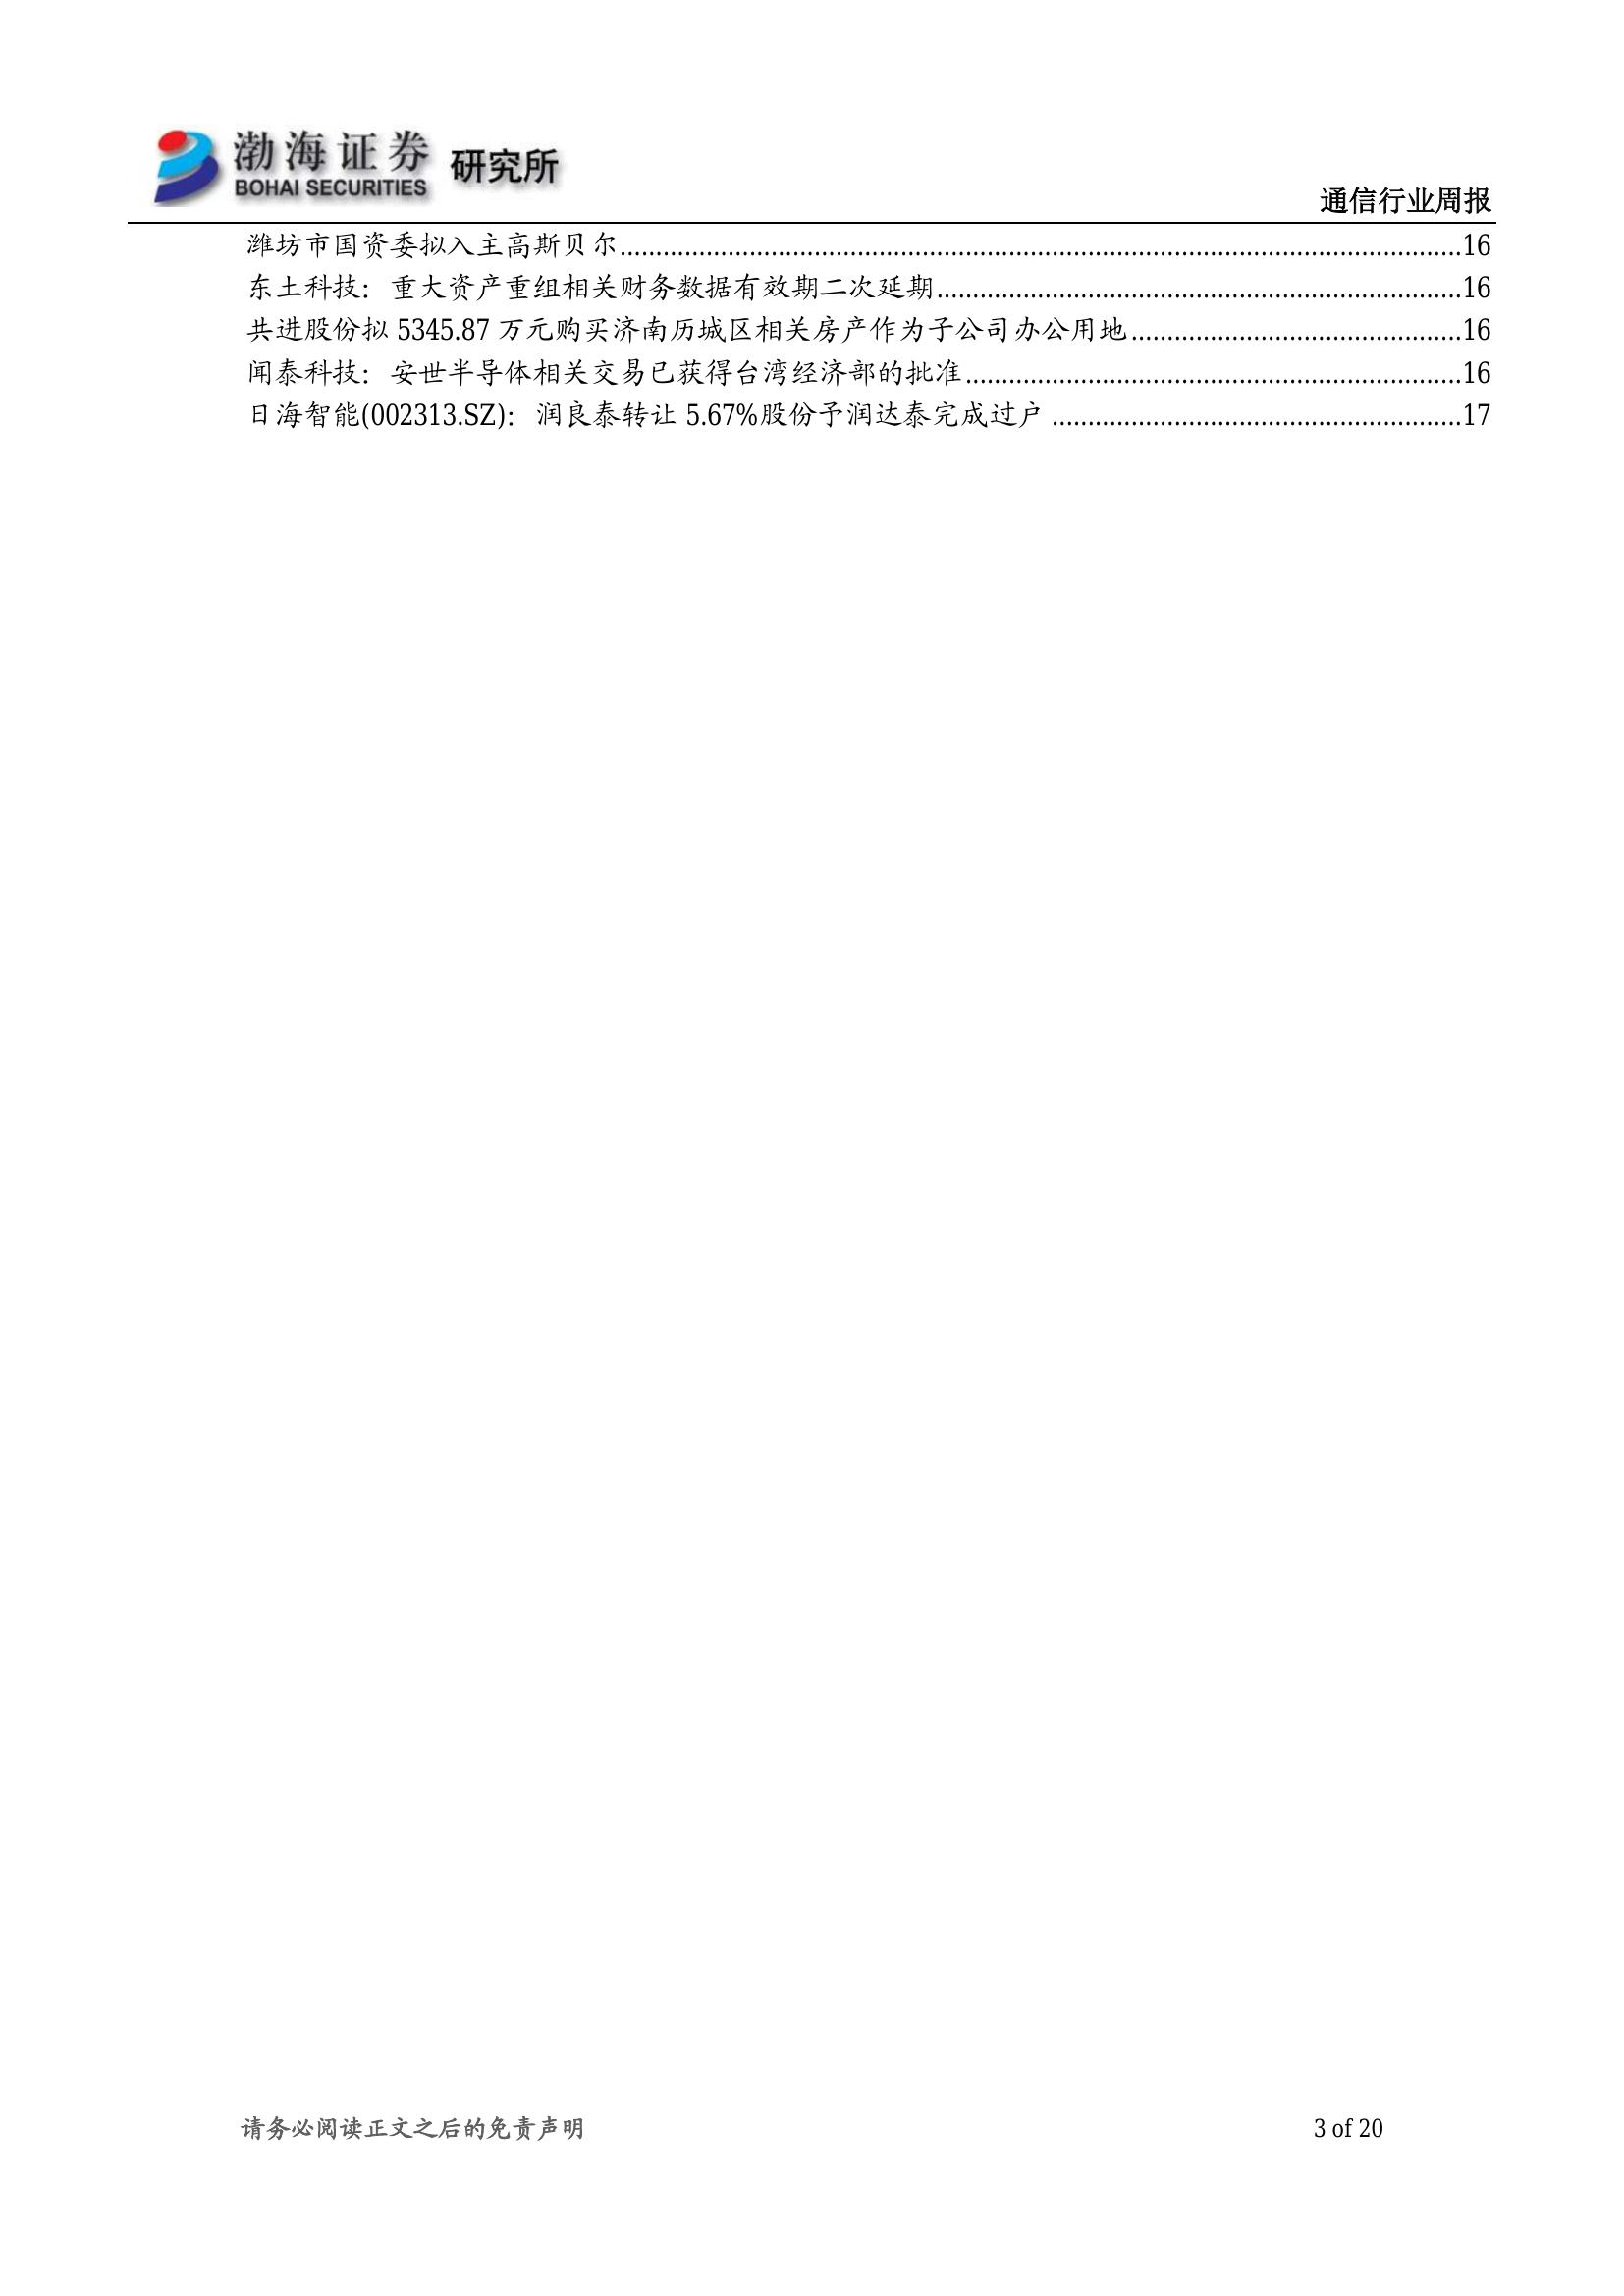 渤海证券 研究所
BOHAI SECURITIES
通信行业周报
潍坊市国资委拟入主高斯贝尔........................................16
东土科技：重大资产重组相关财务数据有效期二次延期........................................16
共进股份拟 5345.87 万元购买济南历城区相关房产作为子公司办公用地........................................16
闻泰科技：安世半导体相关交易已获得台湾经济部的批准........................................16
日海智能(002313.SZ)：润良泰转让 5.67%股份予润达泰完成过户 ........................................17
请务必阅读正文之后的免责声明
3 of 20